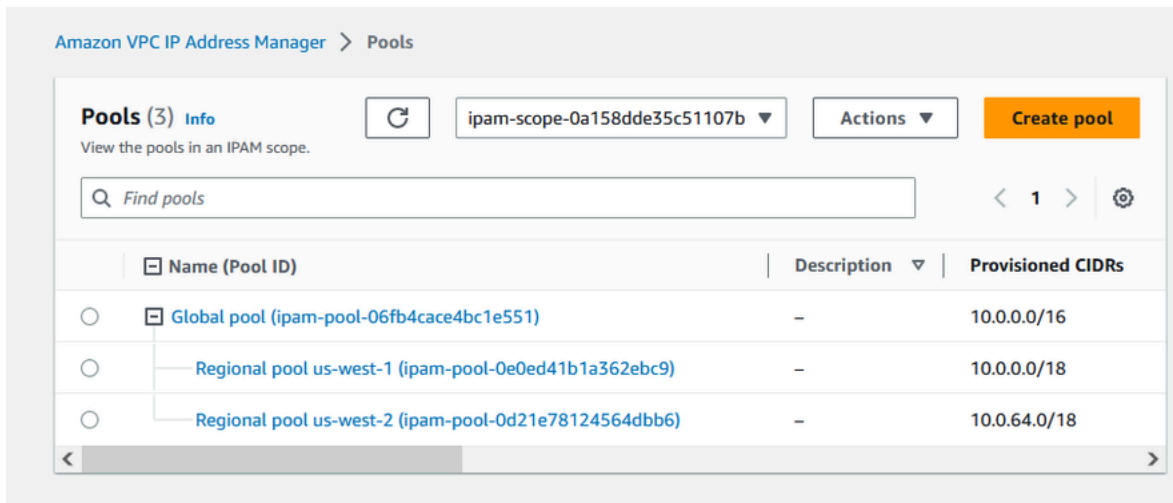 Amazon VPC IP Address Manager > Pools
Pools (3) Info
ipam-scope-0a158dde35c51107b
Actions
Create pool
View the pools in an IPAM scope.
Find pools
1
Name (Pool ID)
Description
Provisioned CIDRs
Global pool (ipam-pool-06fb4cace4bc1e551)
–
10.0.0.0/16
Regional pool us-west-1 (ipam-pool-0e0ed41b1a362ebc9)
–
10.0.0.0/18
Regional pool us-west-2 (ipam-pool-0d21e78124564dbb6)
–
10.0.64.0/18